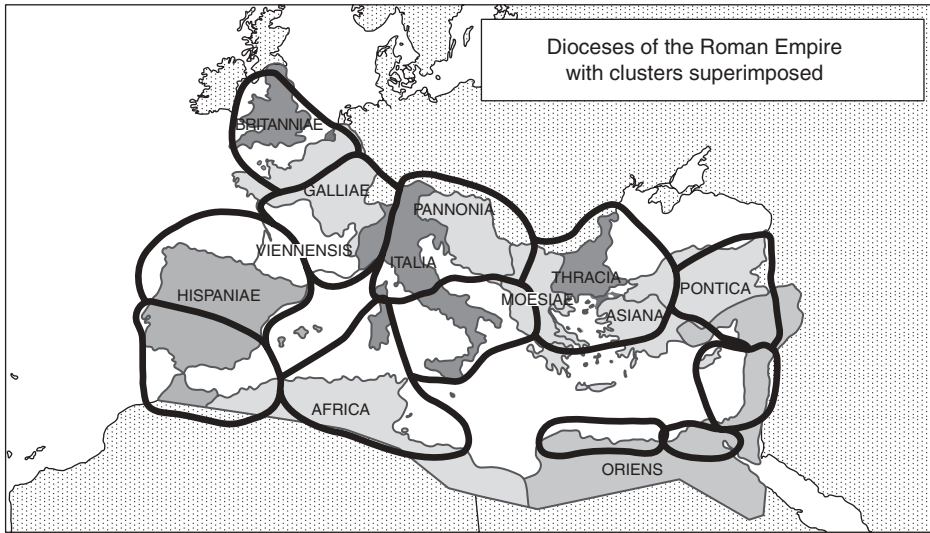 Dioceses of the Roman Empire
with clusters superimposed
BRITANNIAE
GALLIAE
PANNONIA
VIENNENSIS
ITALIA
THRACIA
HISPANIAE
MOESIAE
PONTICA
ASIANA
AFRICA
ORIENS